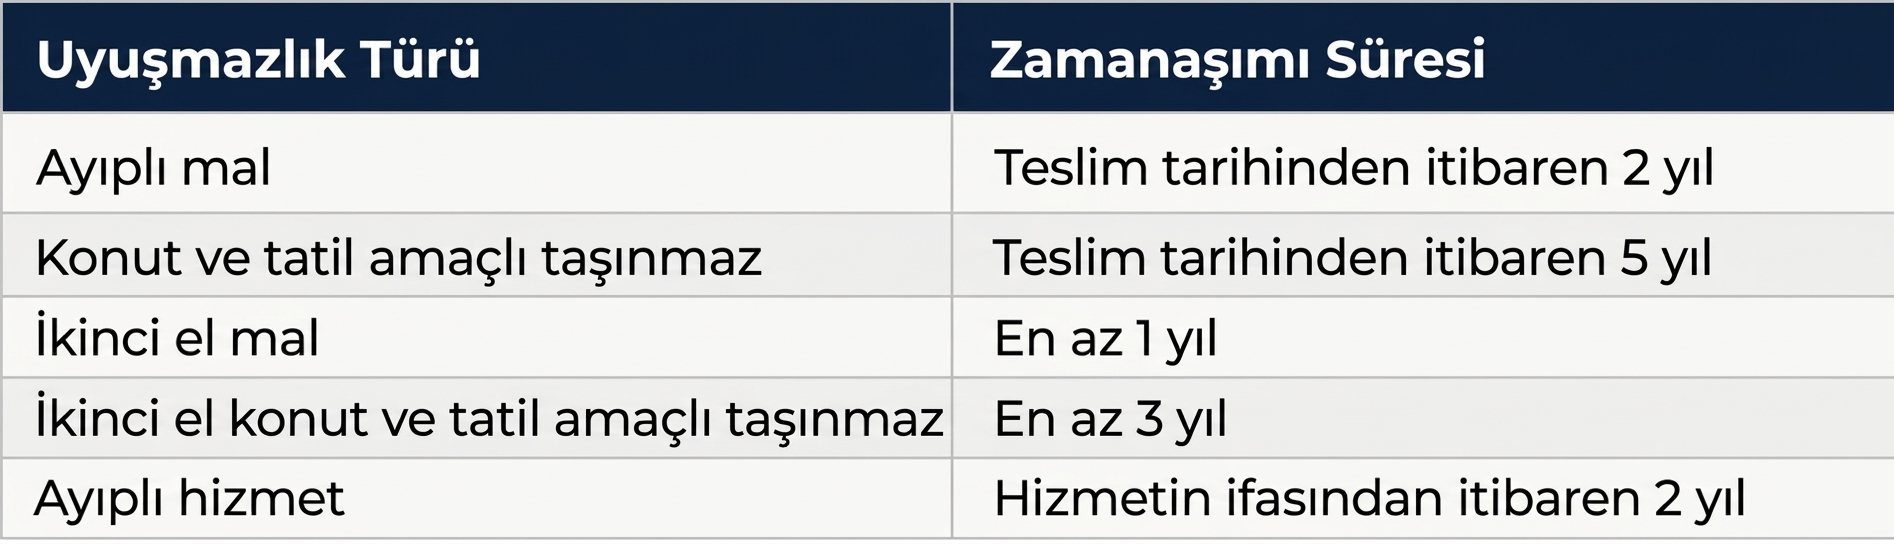 Uyuşmazlık Türü	Zamanaşımı Süresi
Ayıplı mal	Teslim tarihinden itibaren 2 yıl
Konut ve tatil amaçlı taşınmaz	Teslim tarihinden itibaren 5 yıl
İkinci el mal	En az 1 yıl
İkinci el konut ve tatil amaçlı taşınmaz	En az 3 yıl
Ayıplı hizmet	Hizmetin ifasından itibaren 2 yıl